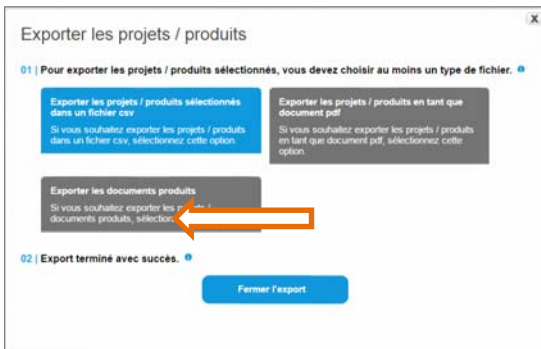 X
Exporter les projets / produits
01 | Pour exporter les projets / produits sélectionnés, vous devez choisir au moins un type de fichier.
Exporter les projets / produits sélectionnés
dans un fichier csv
Si vous souhaitez exporter les projets / produits
dans un fichier csv, sélectionnez cette option.
Exporter les projets / produits en tant que
document pdf
Si vous souhaitez exporter les projets / produits
en tant que document pdf, sélectionnez cette
option.
Exporter les documents produits
Si vous souhaitez exporter les /
documents produits,
02 | Export terminé avec succès.
Fermer l'export